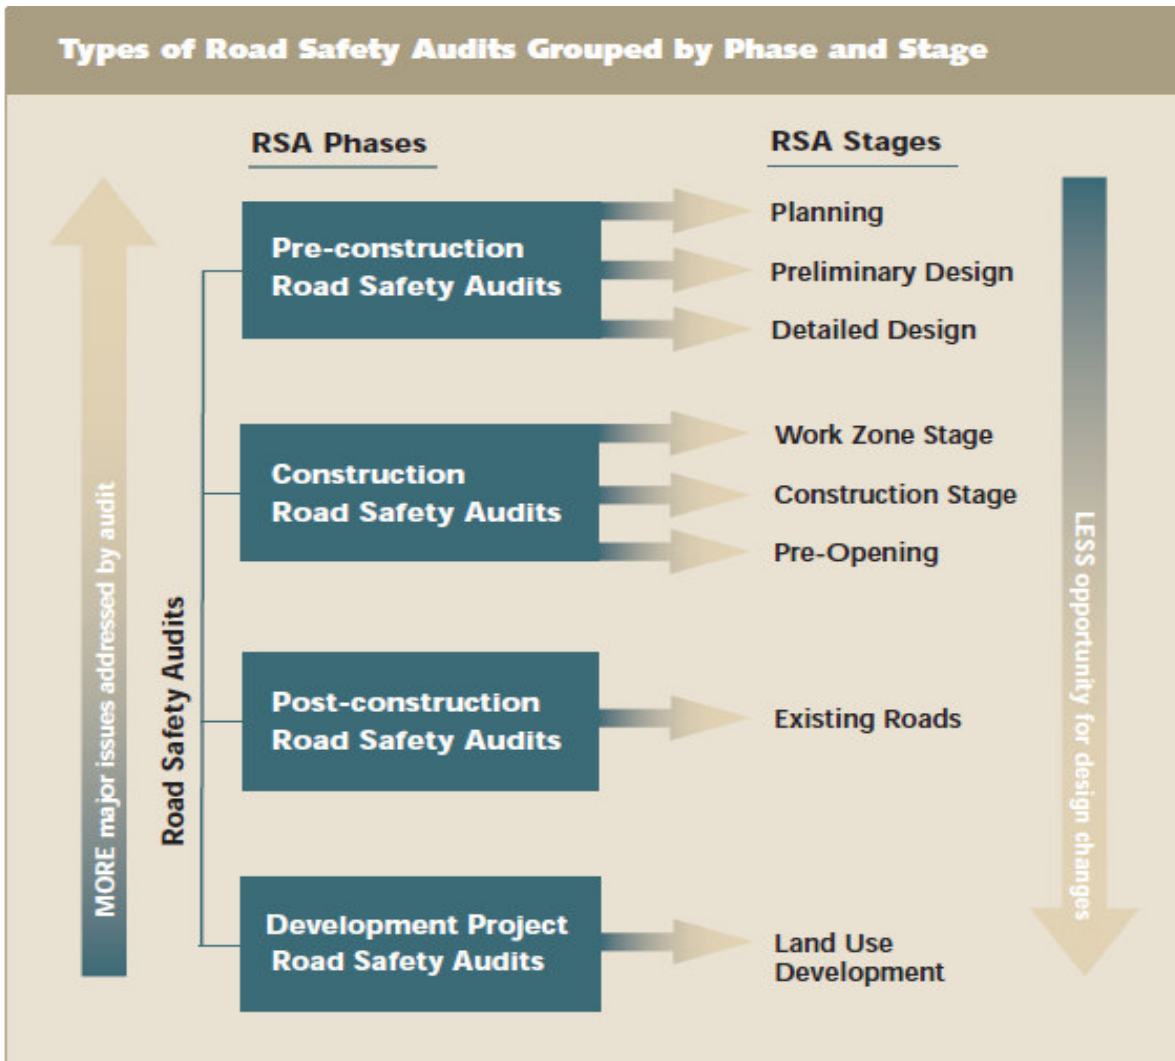 Types of Road Safety Audits Grouped by Phase and Stage
RSA Phases
RSA Stages
Pre-construction
Road Safety Audits
Planning
Preliminary Design
Detailed Design
Construction
Road Safety Audits
Work Zone Stage
Construction Stage
Pre-Opening
Post-construction
Road Safety Audits
Existing Roads
Development Project
Road Safety Audits
Land Use
Development
MORE major issues addressed by audit
Road Safety Audits
LESS opportunity for design changes